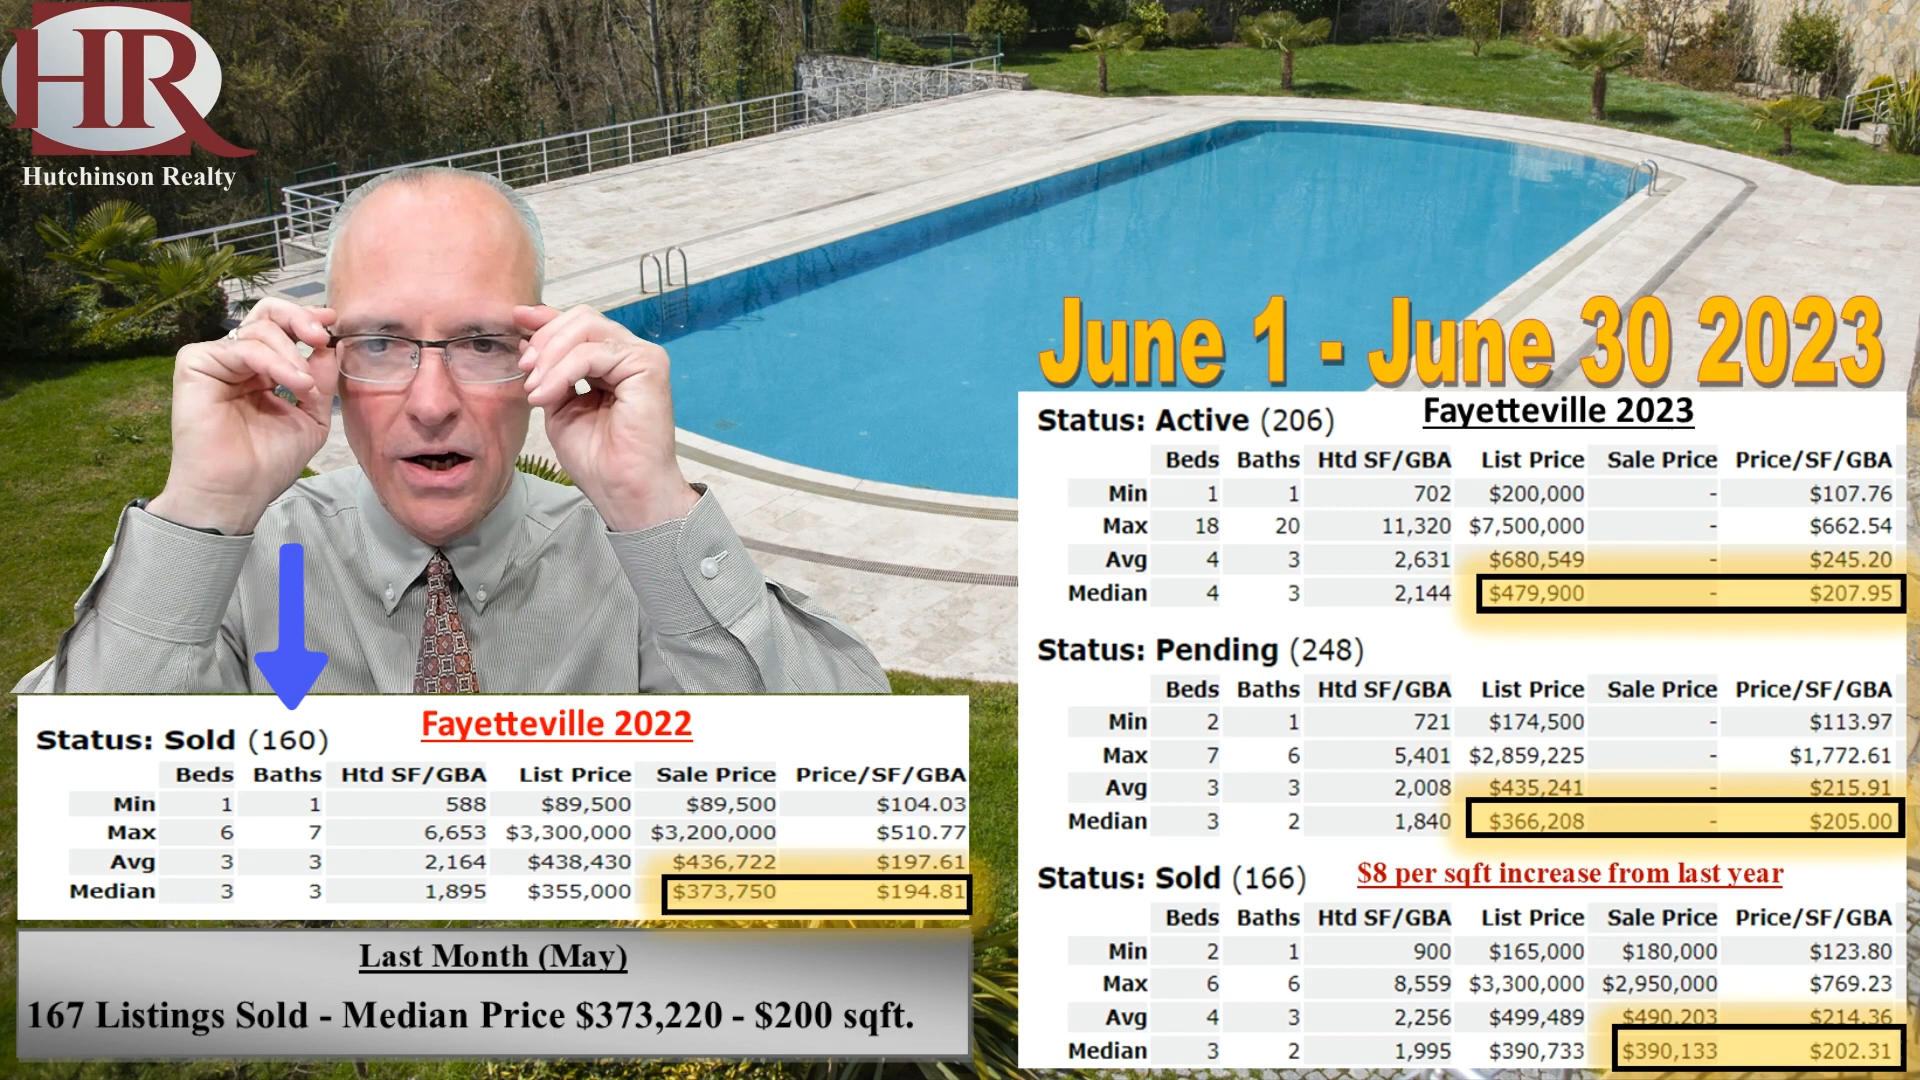 HR
Hutchinson Realty
June 1 - June 30 2023
Fayetteville 2023
Status: Active (206)
Beds Baths Htd SF/GBA List Price Sale Price Price/SF/GBA
Min 1 1 702 $200,000 - $107.76
Max 18 20 11,320 $7,500,000 - $662.54
Avg 4 3 2,631 $680,549 - $245.20
Median 4 3 2,144 $479,900 - $207.95
Status: Pending (248)
Beds Baths Htd SF/GBA List Price Sale Price Price/SF/GBA
Min 2 1 721 $174,500 - $113.97
Max 7 6 5,401 $2,859,225 - $1,772.61
Avg 3 3 2,008 $435,241 - $215.91
Median 3 2 1,840 $366,208 - $205.00
Status: Sold (166) $8 per sqft increase from last year
Beds Baths Htd SF/GBA List Price Sale Price Price/SF/GBA
Min 2 1 900 $165,000 $180,000 $123.80
Max 6 6 8,559 $3,300,000 $2,950,000 $769.23
Avg 4 3 2,256 $499,489 $490,203 $214.36
Median 3 2 1,995 $390,733 $390,133 $202.31
Status: Sold (160) Fayetteville 2022
Beds Baths Htd SF/GBA List Price Sale Price Price/SF/GBA
Min 1 1 588 $89,500 $89,500 $104.03
Max 6 7 6,653 $3,300,000 $3,200,000 $510.77
Avg 3 3 2,164 $438,430 $436,722 $197.61
Median 3 3 1,895 $355,000 $373,750 $194.81
Last Month (May)
167 Listings Sold - Median Price $373,220 - $200 sqft.